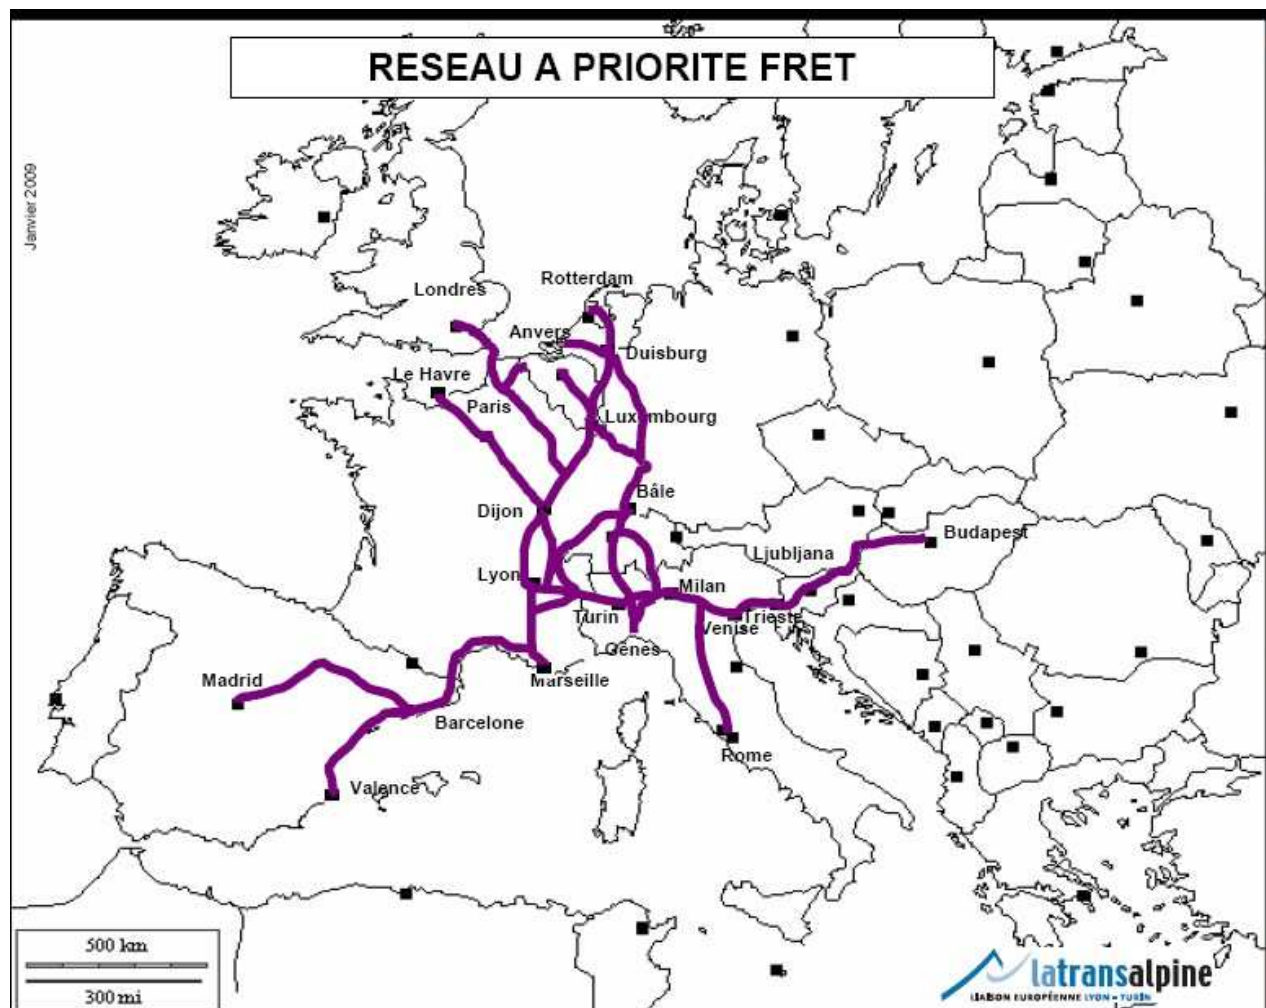 RESEAU A PRIORITE FRET
Janvier 2009
Rotterdam
Londres
Anvers
Duisburg
Le Havre
Paris
Luxembourg
Bâle
Dijon
Budapest
Ljubljana
Lyon
Milan
Turin
Trieste
Venise
Gênes
Marseille
Madrid
Barcelone
Rome
Valence
500 km
300 mi
latransalpine
LIAISON EUROPÉENNE LYON - TURIN